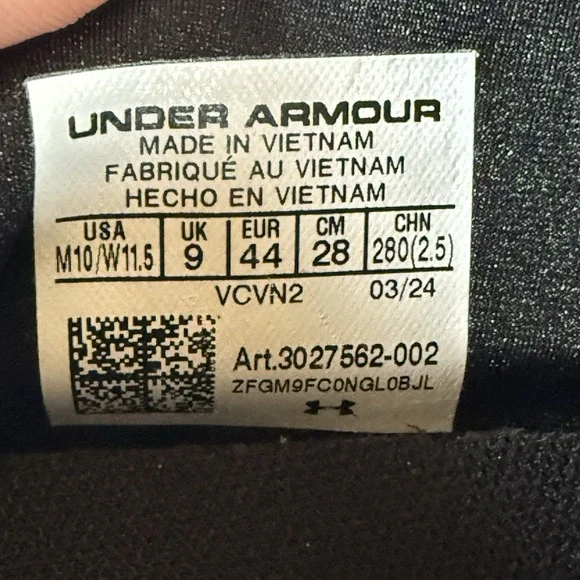 UNDER ARMOUR
MADE IN VIETNAM
FABRIQUÉ AU VIETNAM
HECHO EN VIETNAM
USA UK EUR CM CHN
M10/W11.5 9 44 28 280(2.5)
VCVN2 03/24
Art.3027562-002
ZFGM9FC0NGL0BJL